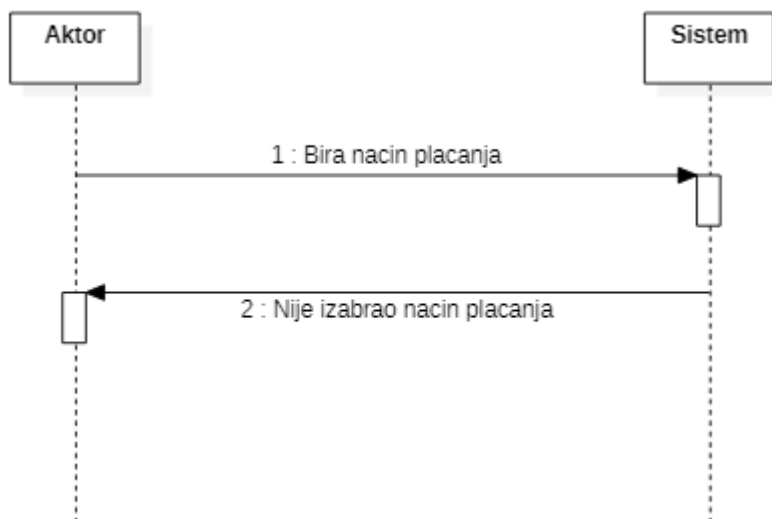 Aktor
Sistem
1 : Bira nacin placanja
2 : Nije izabrao nacin placanja